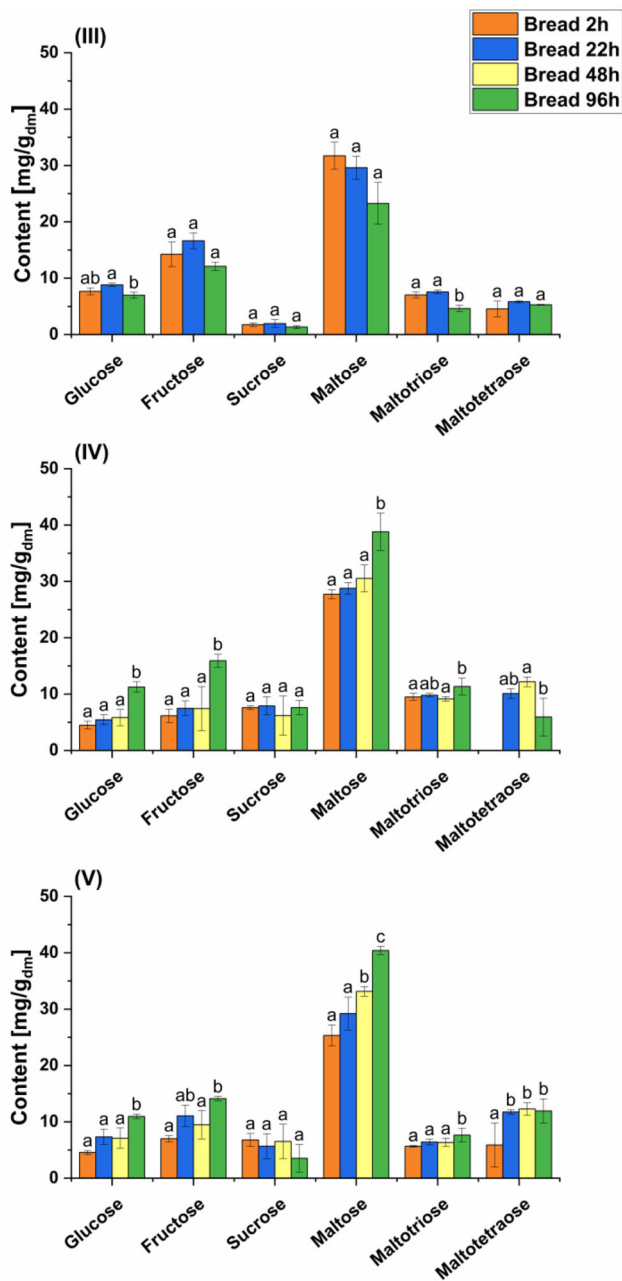 (III)
Bread 2h
Bread 22h
Bread 48h
Bread 96h
Content [mg/gdm]
50
40
30
20
10
0
ab a b
a a a
a a a
a a a
a a b
a a a
Glucose
Fructose
Sucrose
Maltose
Maltotriose
Maltotetraose
(IV)
Content [mg/gdm]
50
40
30
20
10
0
a a a b
a a a b
a a a a
a a a b
a ab a b
ab a b
Glucose
Fructose
Sucrose
Maltose
Maltotriose
Maltotetraose
(V)
Content [mg/gdm]
50
40
30
20
10
0
a a a b
a ab a b
a a a a
a a b c
a a a b
a b b b
Glucose
Fructose
Sucrose
Maltose
Maltotriose
Maltotetraose